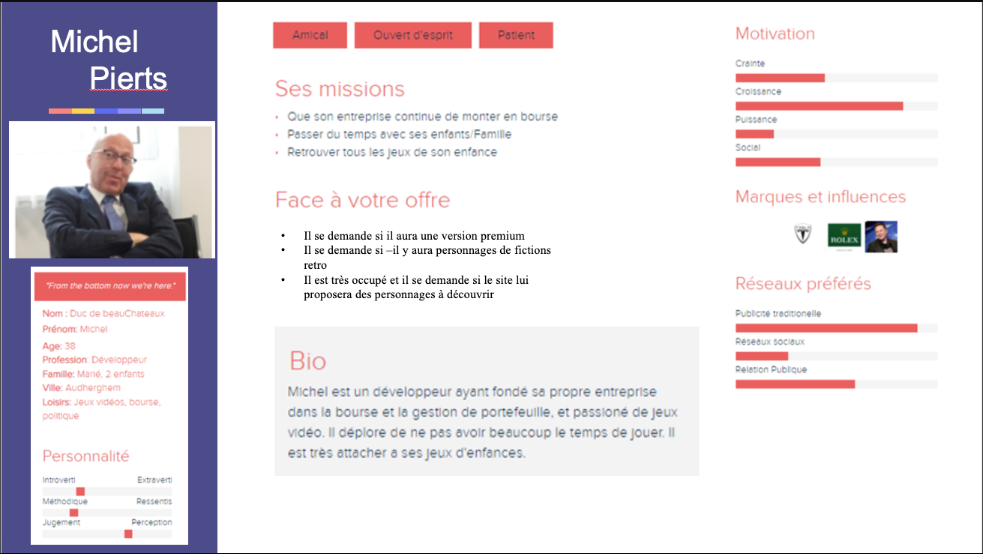 Michel
Pierts
"From the bottom now we're here."
Nom : Duc de beauChateaux
Prénom: Michel
Age: 38
Profession: Développeur
Famille: Marié, 2 enfants
Ville: Audherghem
Loisirs: Jeux vidéos, bourse,
politique
Personnalité
Introverti Extraverti
Méthodique Ressentis
Jugement Perception
Amical Ouvert d'esprit Patient
Ses missions
• Que son entreprise continue de monter en bourse
• Passer du temps avec ses enfants/Famille
• Retrouver tous les jeux de son enfance
Face à votre offre
• Il se demande si il aura une version premium
• Il se demande si –il y aura personnages de fictions
retro
• Il est très occupé et il se demande si le site lui
proposera des personnages à découvrir
Bio
Michel est un développeur ayant fondé sa propre entreprise
dans la bourse et la gestion de portefeuille, et passioné de jeux
vidéo. Il déplore de ne pas avoir beaucoup le temps de jouer. Il
est très attacher a ses jeux d'enfances.
Motivation
Crainte
Croissance
Puissance
Social
Marques et influences
ROLEX
Réseaux préférés
Publicité traditionelle
Réseaux sociaux
Relation Publique